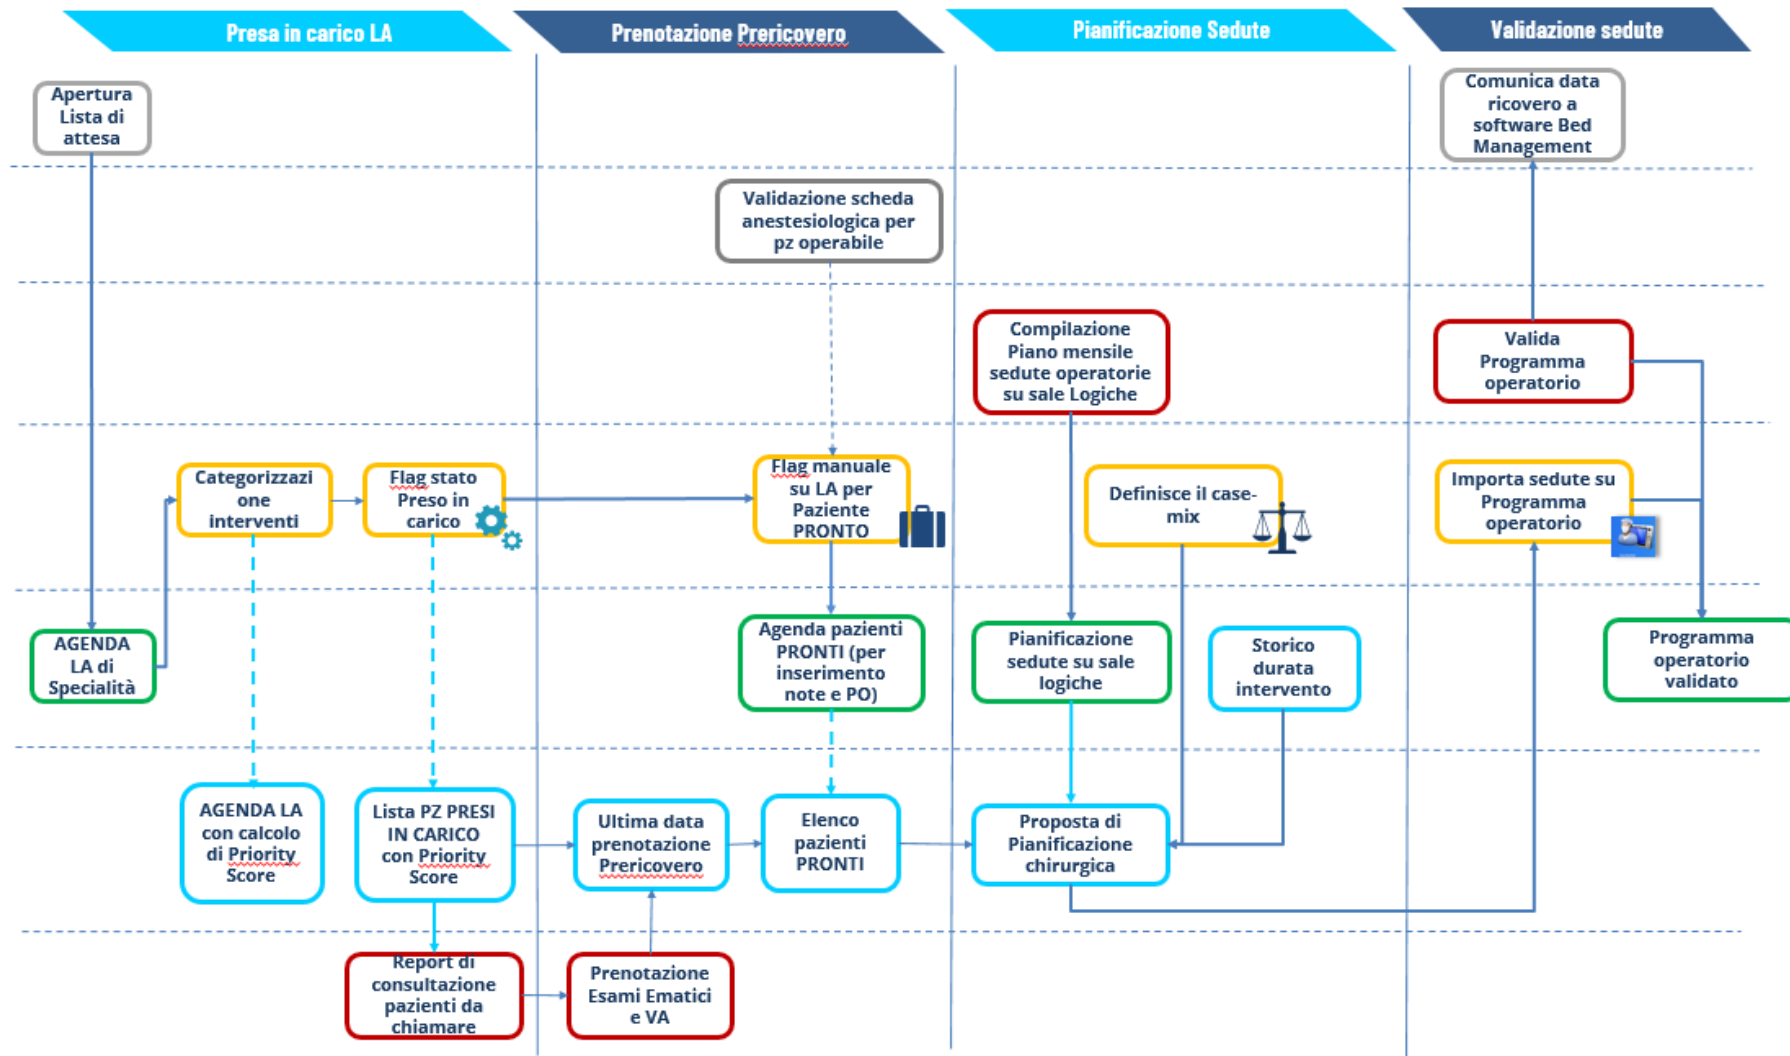 Presa in carico LA
Prenotazione Prericovero
Pianificazione Sedute
Validazione sedute
Apertura
Lista di
attesa
Comunica data
ricovero a
software Bed
Management
Validazione scheda
anestesiologica per
pz operabile
Compilazione
Piano mensile
sedute operatorie
su sale Logiche
Valida
Programma
operatorio
Categorizzazi
one
interventi
Flag stato
Preso in
carico
Flag manuale
su LA per
Paziente
PRONTO
Definisce il case-
mix
Importa sedute su
Programma
operatorio
AGENDA
LA di
Specialità
Agenda pazienti
PRONTI (per
inserimento
note e PO)
Pianificazione
sedute su sale
logiche
Storico
durata
intervento
Programma
operatorio
validato
AGENDA LA
con calcolo
di Priority
Score
Lista PZ PRESI
IN CARICO
con Priority
Score
Ultima data
prenotazione
Prericovero
Elenco
pazienti
PRONTI
Proposta di
Pianificazione
chirurgica
Report di
consultazione
pazienti da
chiamare
Prenotazione
Esami Ematici
e VA